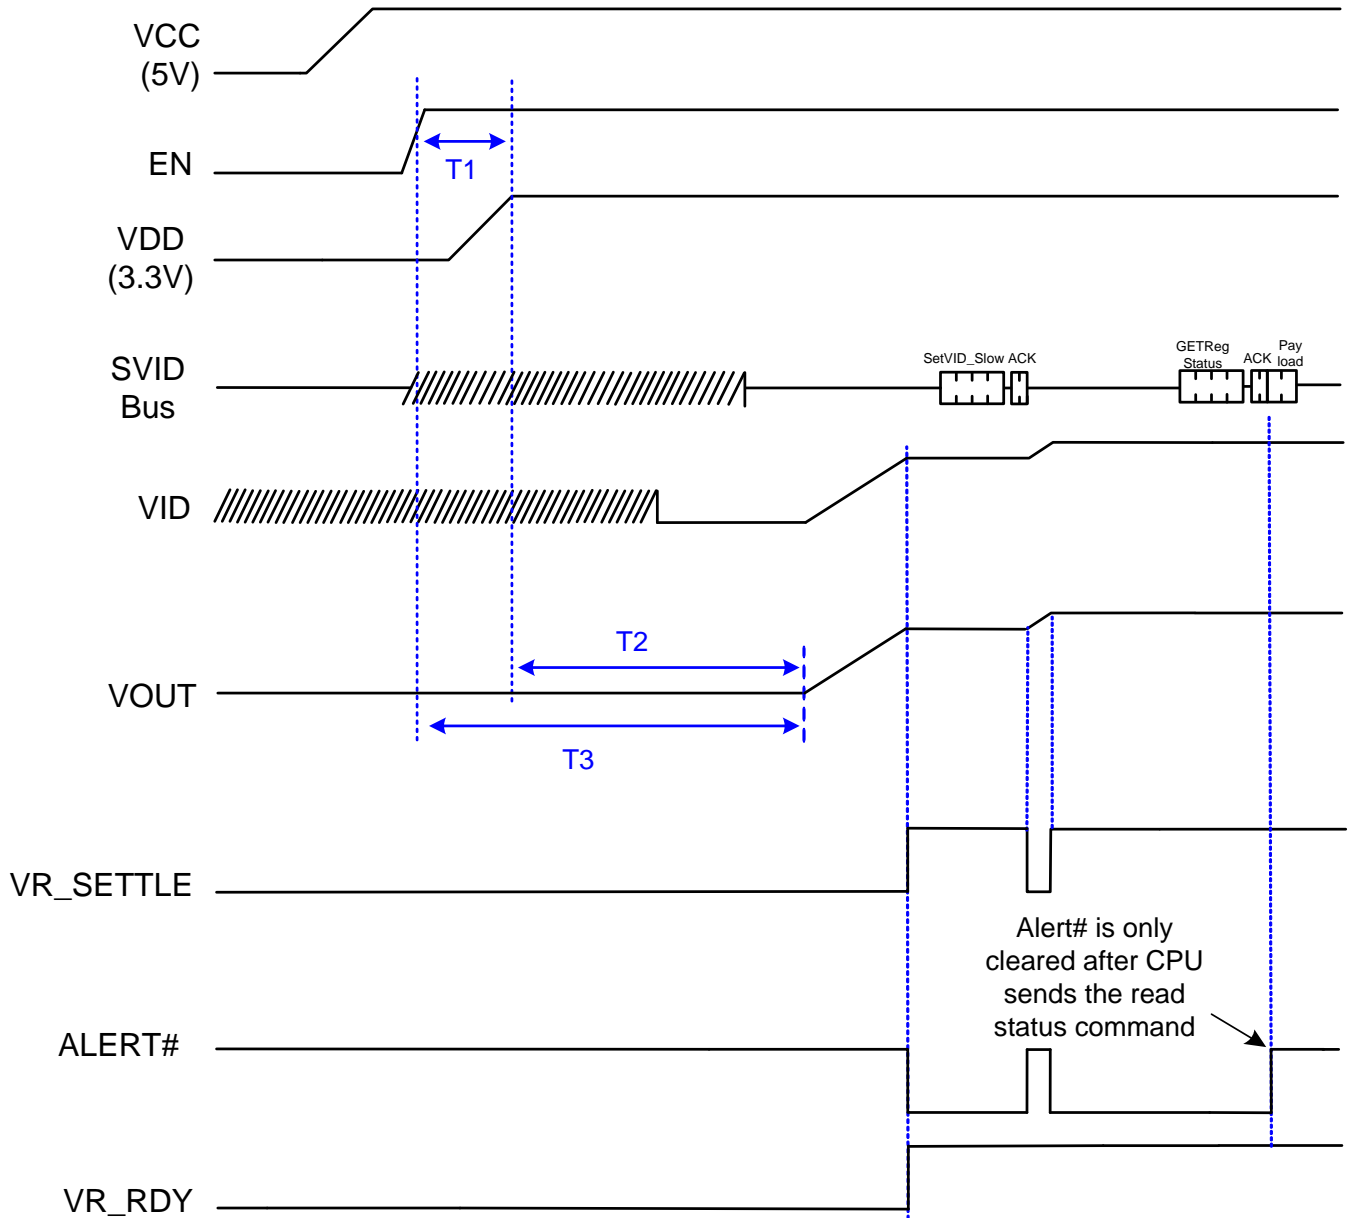 VCC
(5V)
EN
T1
VDD
(3.3V)
SVID
Bus
SetVID_Slow ACK
GETReg
Status
ACK
Pay
load
VID
T2
VOUT
T3
VR_SETTLE
Alert# is only
cleared after CPU
sends the read
status command
ALERT#
VR_RDY